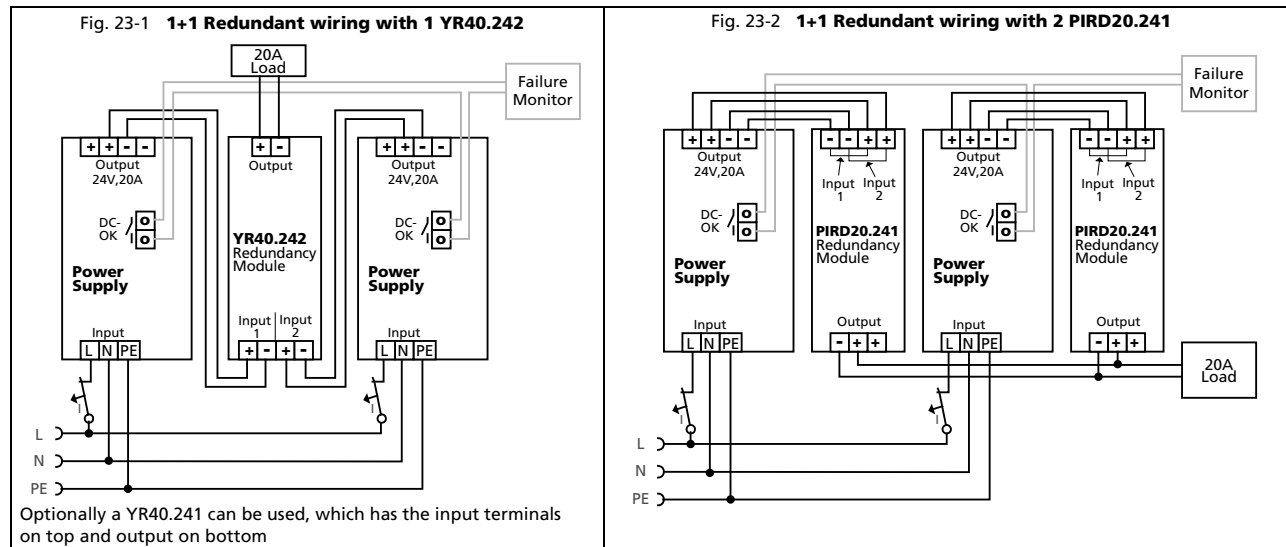 Fig. 23-1 1+1 Redundant wiring with 1 YR40.242
20A
Load
Failure
Monitor
+ + - -
Output
24V,20A
+ -
Output
+ + - -
Output
24V,20A
DC-
OK
o
o
YR40.242
Redundancy
Module
DC-
OK
o
o
Power
Supply
Power
Supply
Input
L N PE
Input Input
1 2
+ - + -
Input
L N PE
I
I
L
N
PE
Optionally a YR40.241 can be used, which has the input terminals
on top and output on bottom
Fig. 23-2 1+1 Redundant wiring with 2 PIRD20.241
Failure
Monitor
+ + - -
Output
24V,20A
- - + +
Input Input
1 2
+ + - -
Output
24V,20A
- - + +
Input Input
1 2
DC-
OK
o
o
PIRD20.241
Redundancy
Module
DC-
OK
o
o
PIRD20.241
Redundancy
Module
Power
Supply
Power
Supply
Input
L N PE
Output
- + +
Input
L N PE
Output
- + +
20A
Load
I
I
L
N
PE